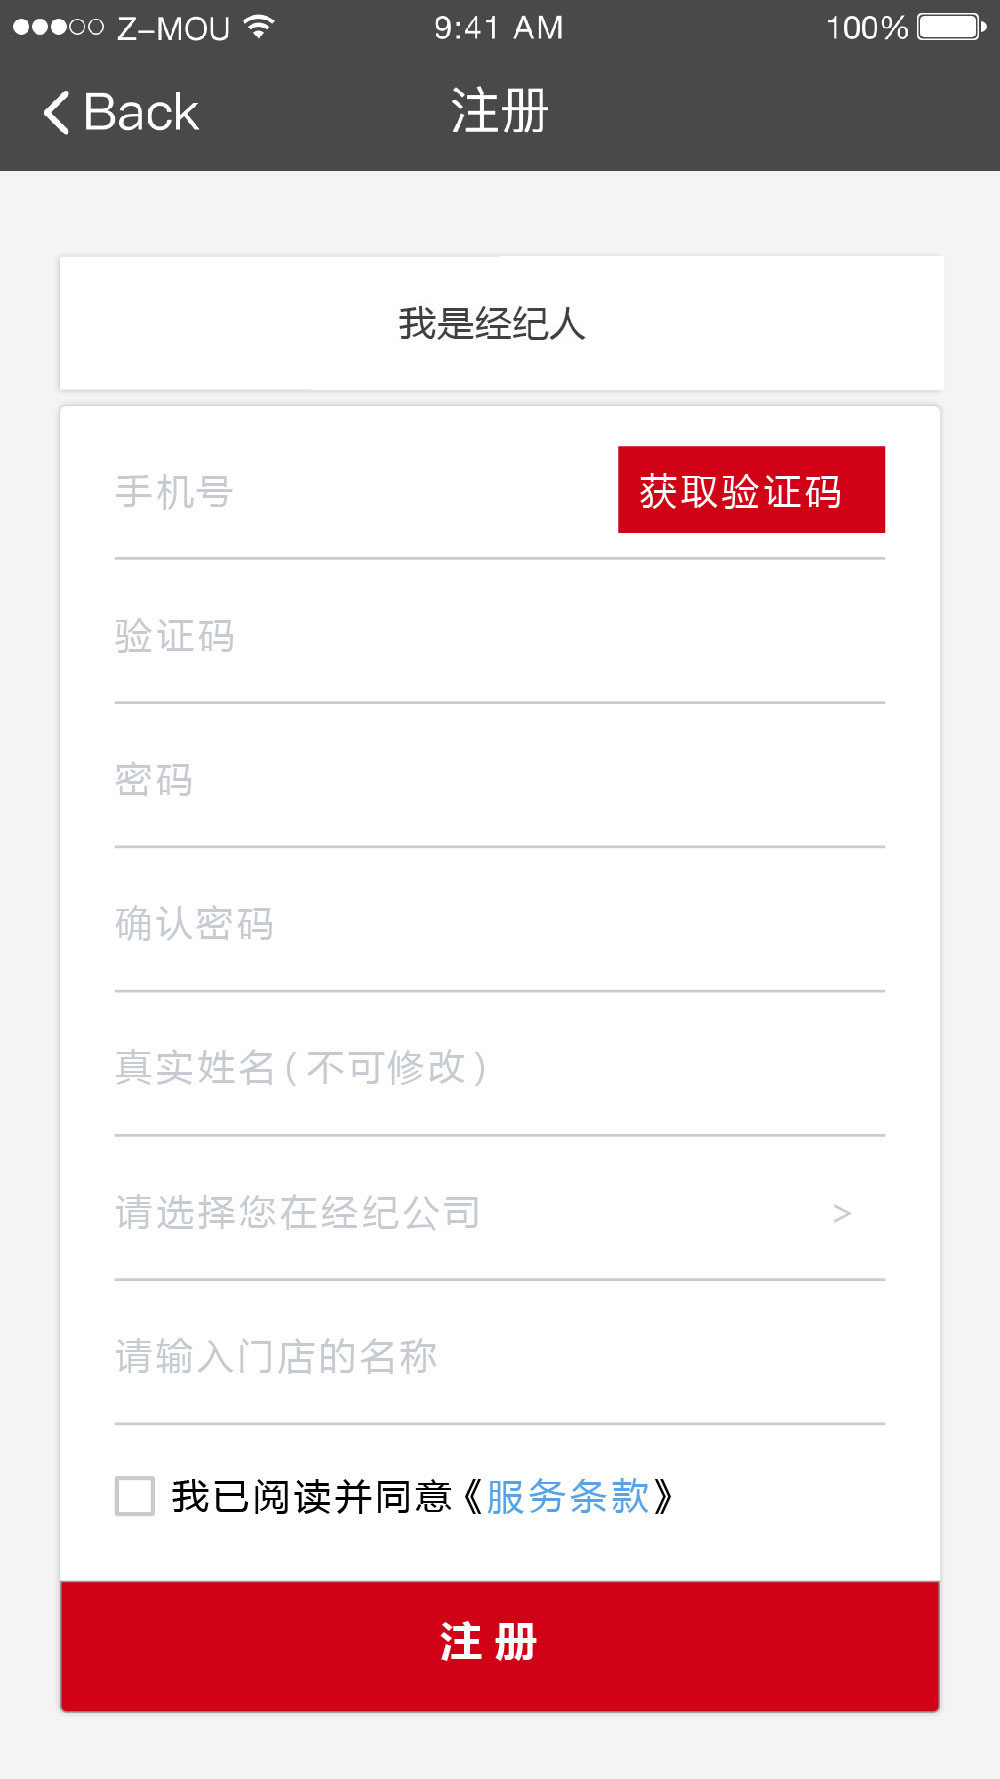 Z-MOU 9:41 AM 100%
Back 注册
我是经纪人
手机号 获取验证码
验证码
密码
确认密码
真实姓名(不可修改)
请选择您在经纪公司 >
请输入门店的名称
我已阅读并同意《服务条款》
注 册